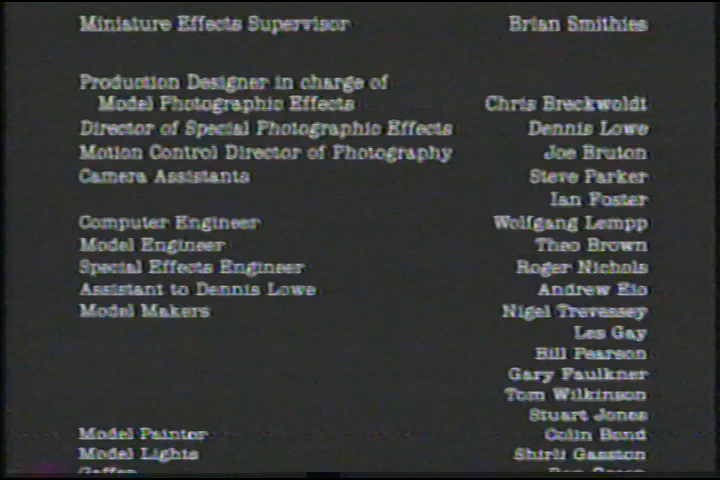 Miniature Effects Supervisor Brian Smithies
Production Designer in charge of
Model Photographic Effects Chris Breckwoldt
Director of Special Photographic Effects Dennis Lowe
Motion Control Director of Photography Joe Bruton
Camera Assistants Steve Parker
Ian Foster
Computer Engineer Wolfgang Lempp
Model Engineer Theo Brown
Special Effects Engineer Roger Nichols
Assistant to Dennis Lowe Andrew Eio
Model Makers Nigel Trevessey
Les Gay
Bill Pearson
Gary Faulkner
Tom Wilkinson
Stuart Jones
Model Painter Colin Bond
Model Lights Shirli Gasston
Gaffer